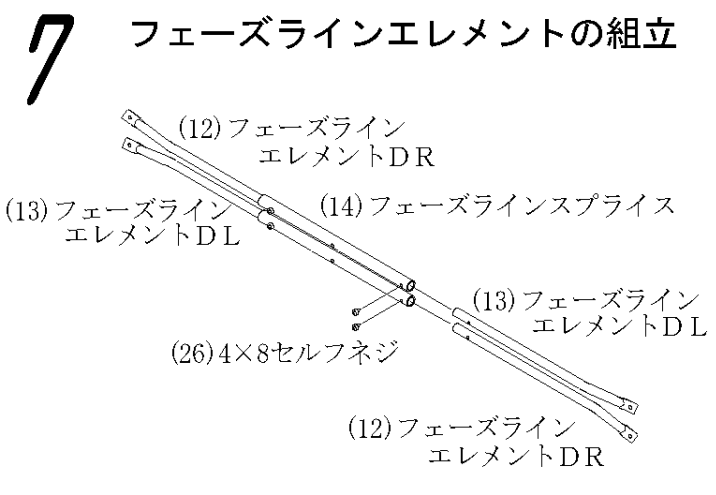 7 フェーズラインエレメントの組立
(12)フェーズライン
エレメントDR
(13)フェーズライン
エレメントDL
(14)フェーズラインスプライス
(13)フェーズライン
エレメントDL
(26)4×8セルフネジ
(12)フェーズライン
エレメントDR